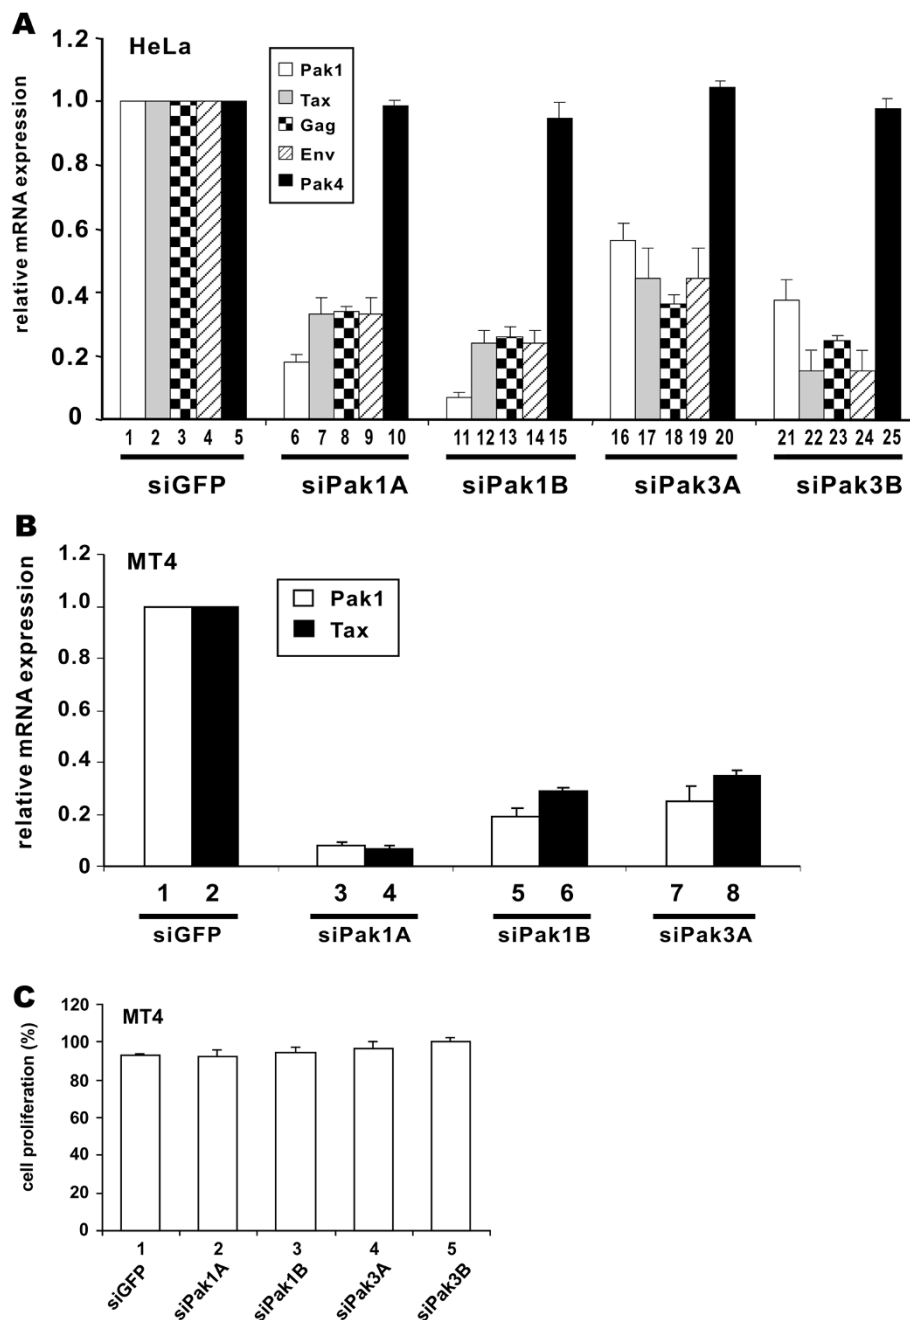 A
HeLa
relative mRNA expression
1.2
1.0
0.8
0.6
0.4
0.2
0
Pak1
Tax
Gag
Env
Pak4
1 2 3 4 5 6 7 8 9 10 11 12 13 14 15 16 17 18 19 20 21 22 23 24 25
siGFP siPak1A siPak1B siPak3A siPak3B
B
MT4
relative mRNA expression
1.2
1.0
0.8
0.6
0.4
0.2
0
Pak1
Tax
1 2 3 4 5 6 7 8
siGFP siPak1A siPak1B siPak3A
C
MT4
cell proliferation (%)
120
100
80
60
40
20
0
1 2 3 4 5
siGFP siPak1A siPak1B siPak3A siPak3B